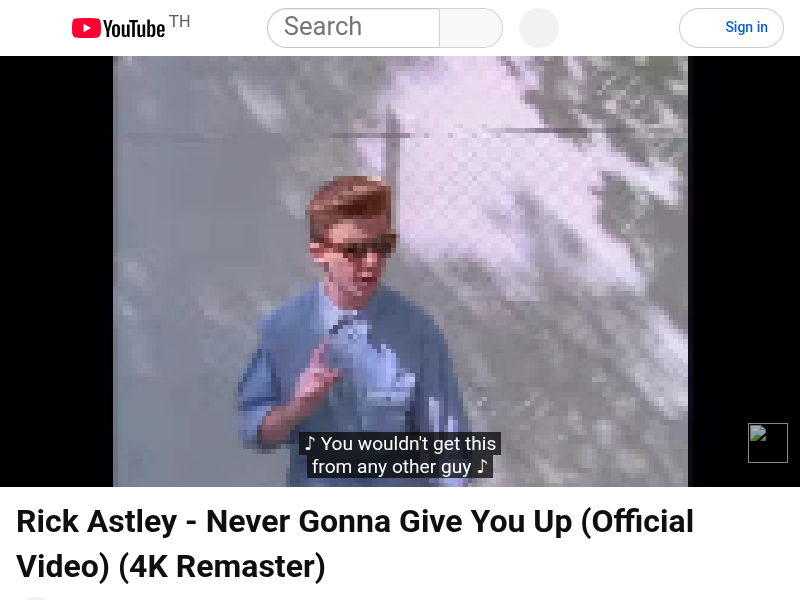 YouTube TH
Search
Sign in
♪ You wouldn't get this
from any other guy ♪
Rick Astley - Never Gonna Give You Up (Official
Video) (4K Remaster)